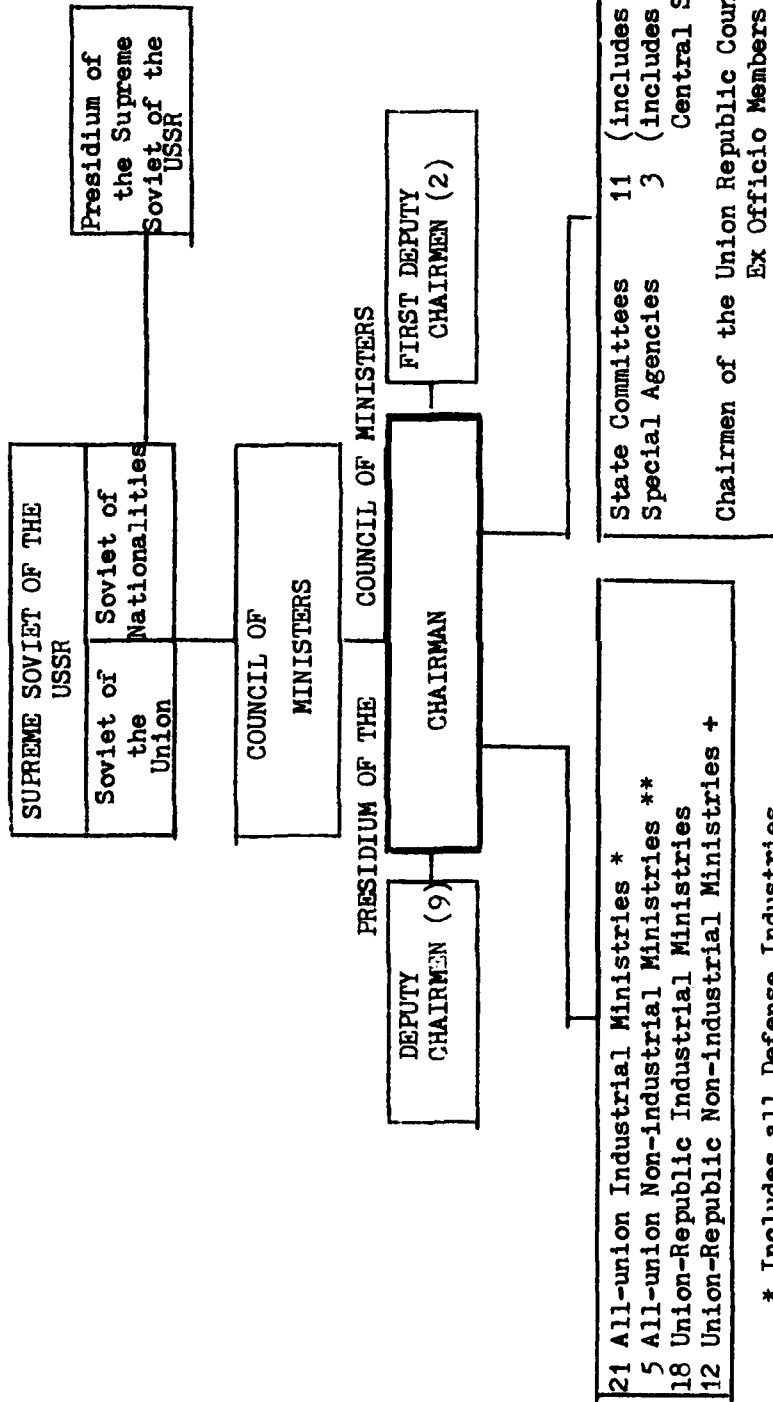 SUPREME SOVIET OF THE
USSR
Soviet of
the
Union
Soviet of
Nationalities
Presidium of
the Supreme
Soviet of the
USSR
COUNCIL OF
MINISTERS
PRESIDIUM OF THE COUNCIL OF MINISTERS
DEPUTY
CHAIRMEN (9)
CHAIRMAN
FIRST DEPUTY
CHAIRMEN (2)
21 All-union Industrial Ministries *
5 All-union Non-industrial Ministries **
18 Union-Republic Industrial Ministries
12 Union-Republic Non-industrial Ministries +
State Committees 11 (includes
Special Agencies 3 (includes
Central
Chairmen of the Union Republic
Ex Officio Members
* Includes all Defense Industries